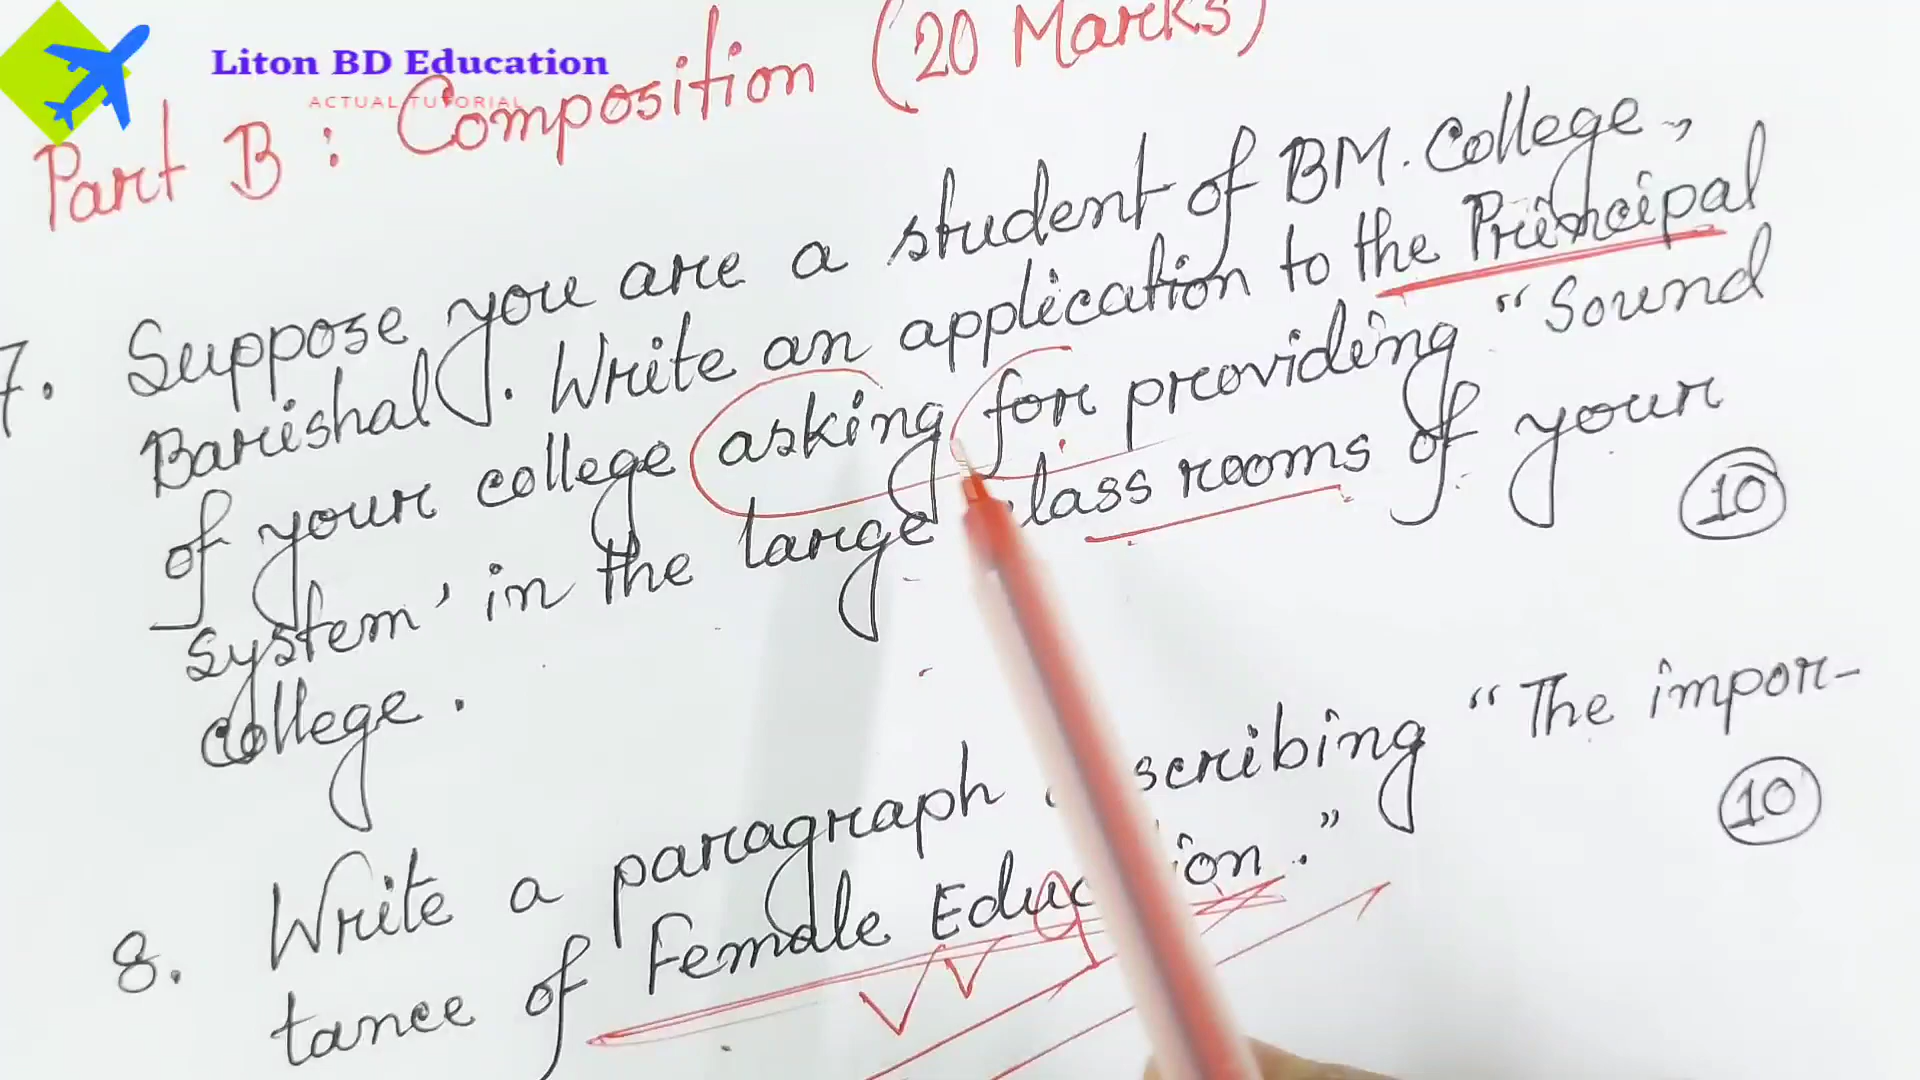 Liton BD Education
ACTUAL TUTORIAL
Part B : Composition (20 Marks)
7. Suppose you are a student of BM. College,
Barishal. Write an application to the Principal
of your college asking for providing “Sound
System’ in the large class rooms of your
college. 10
8. Write a paragraph scribing “The impor-
tance of Female Education.” 10